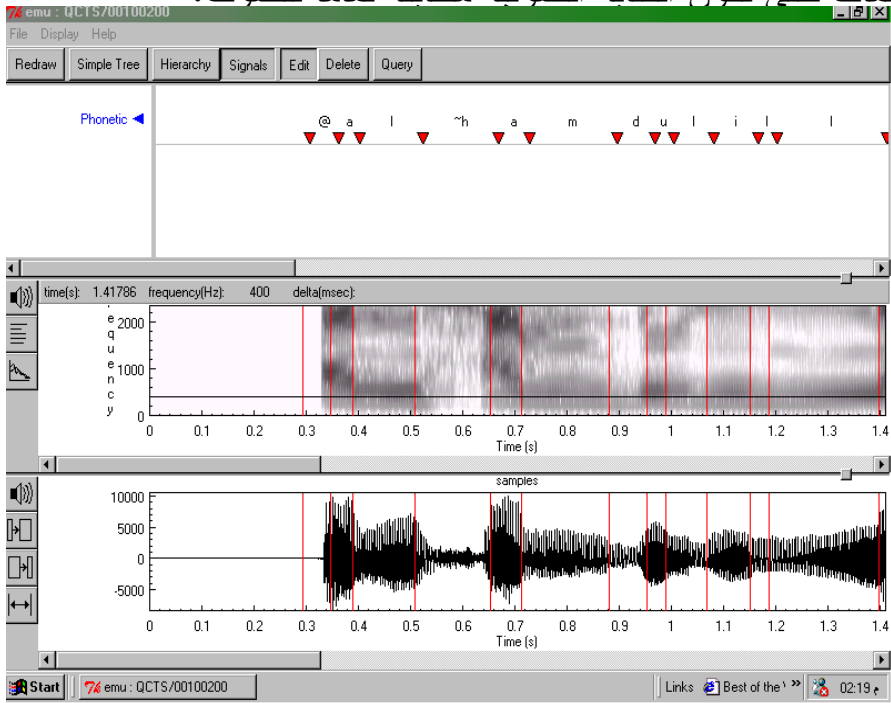 emu : QCTS/00100200
File Display Help
Redraw Simple Tree Hierarchy Signals Edit Delete Query
Phonetic
@ a l ~h a m d u l i l l
time(s): 1.41786 frequency(Hz): 400 delta(msec):
equency
2000
1000
0
0 0.1 0.2 0.3 0.4 0.5 0.6 0.7 0.8 0.9 1 1.1 1.2 1.3 1.4
Time (s)
samples
10000
5000
0
-5000
0 0.1 0.2 0.3 0.4 0.5 0.6 0.7 0.8 0.9 1 1.1 1.2 1.3 1.4
Time (s)
Start 7% emu : QCTS/00100200 Links Best of the 02:19 م